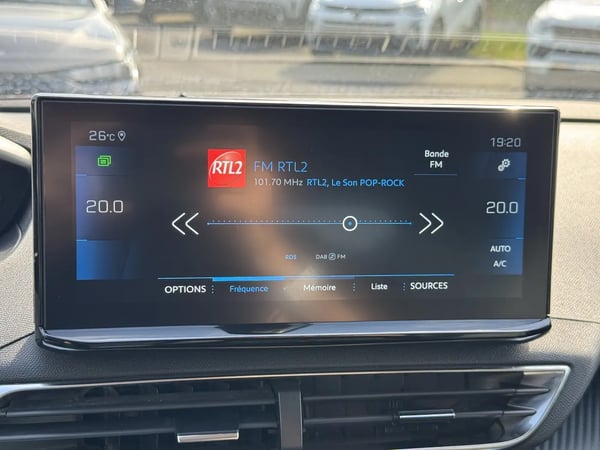 26°C
19:20
RTL2
FM RTL2
101.70 MHz RTL2, Le Son POP-ROCK
Bande
FM
20.0
20.0
RDS DAB FM
AUTO
A/C
OPTIONS Fréquence Mémoire Liste SOURCES